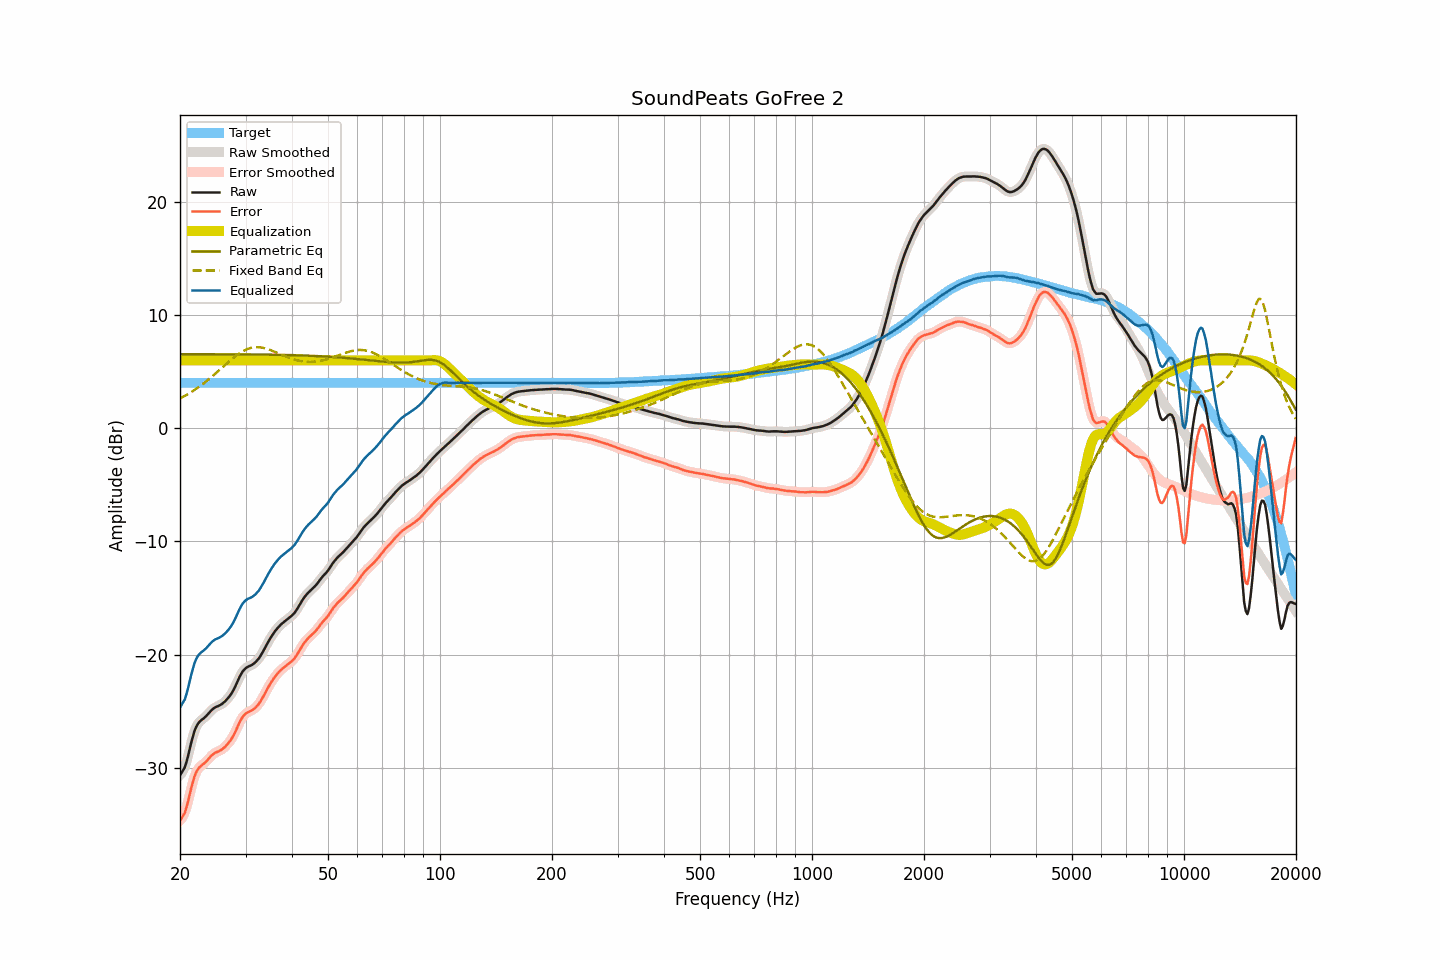 SoundPeats GoFree 2
Target
Raw Smoothed
Error Smoothed
Raw
Error
Equalization
Parametric Eq
Fixed Band Eq
Equalized
Amplitude (dBr)
20
10
0
−10
−20
−30
20 50 100 200 500 1000 2000 5000 10000 20000
Frequency (Hz)